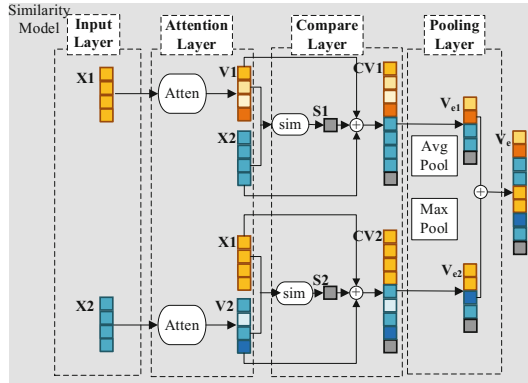 Similarity
Model
Input
Layer
Attention
Layer
Compare
Layer
Pooling
Layer
X1
Atten
V1
X2
sim
S1
CV1
Ve1
Avg
Pool
Ve
Max
Pool
X1
CV2
Ve2
X2
Atten
V2
sim
S2